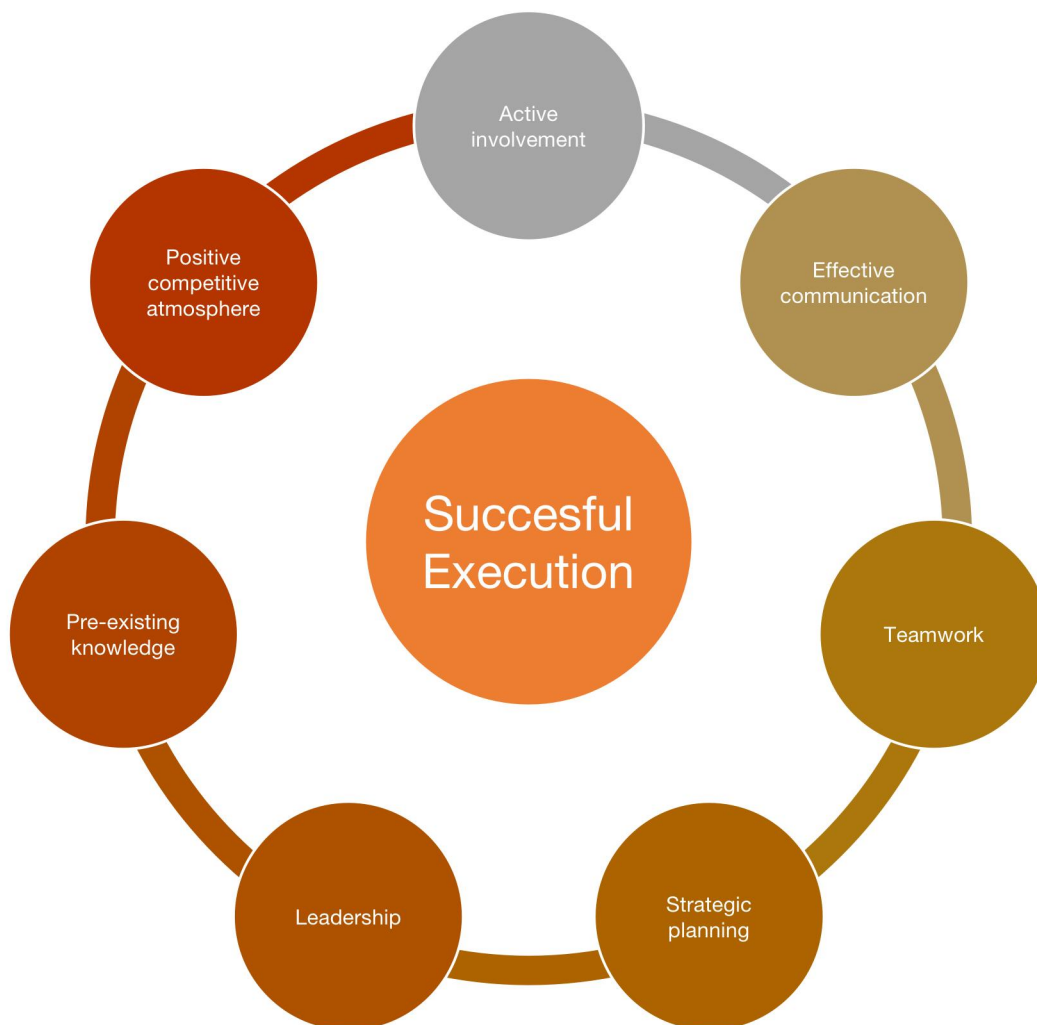 Active
involvement
Effective
communication
Teamwork
Strategic
planning
Leadership
Pre-existing
knowledge
Positive
competitive
atmosphere
Succesful
Execution